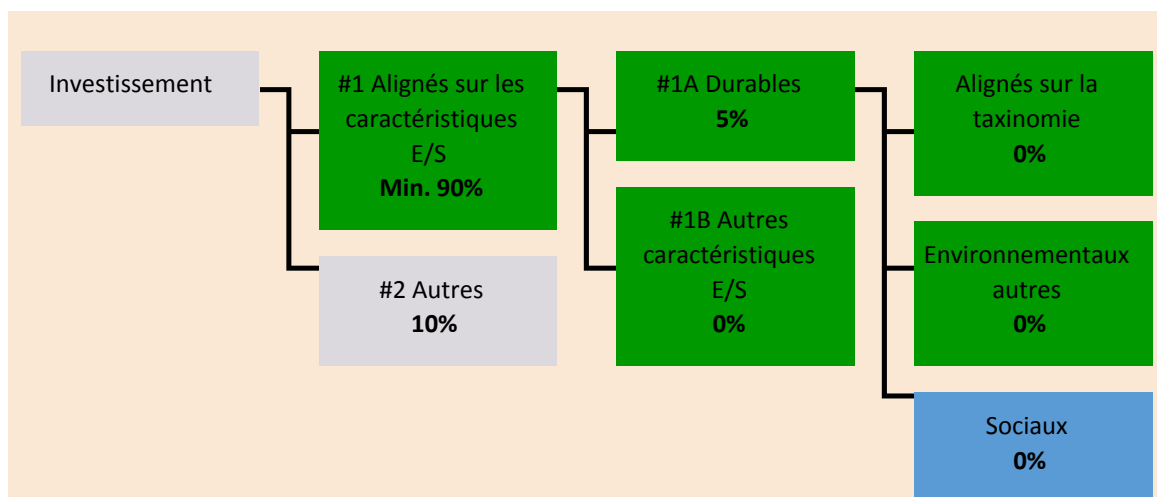 Investissement
#1 Alignés sur les
caractéristiques
E/S
Min. 90%
#2 Autres
10%
#1A Durables
5%
#1B Autres
caractéristiques
E/S
0%
Alignés sur la
taxinomie
0%
Environnementaux
autres
0%
Sociaux
0%